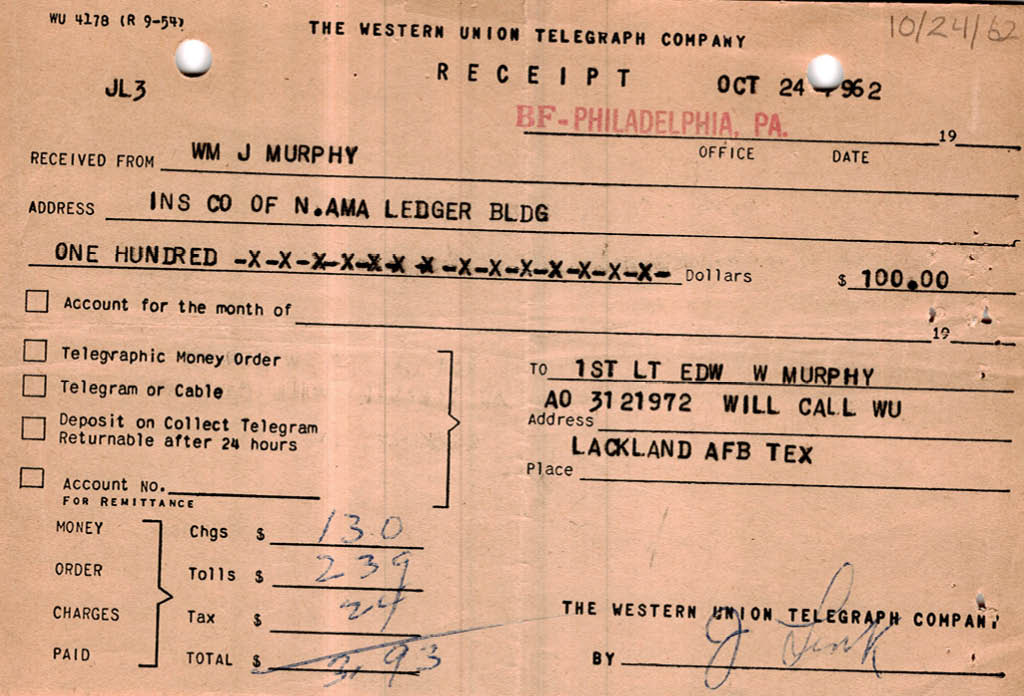 WU 4178 (R 9-54)
10/24/62
THE WESTERN UNION TELEGRAPH COMPANY
RECEIPT
JL3
OCT 24 1962
BF-PHILADELPHIA, PA.
19
OFFICE DATE
RECEIVED FROM WM J MURPHY
ADDRESS INS CO OF N.AMA LEDGER BLDG
ONE HUNDRED -X-X-X-X-X-X-X-X-X-X-X-X-X-X- Dollars $ 100.00
Account for the month of 19
Telegraphic Money Order
Telegram or Cable
Deposit on Collect Telegram
Returnable after 24 hours
Account No.
FOR REMITTANCE
TO 1ST LT EDW W MURPHY
AO 3121972 WILL CALL WU
Address
LACKLAND AFB TEX
Place
MONEY ORDER CHARGES PAID
Chgs $ 130
Tolls $ 239
Tax $ 24
TOTAL $ 3,93
THE WESTERN UNION TELEGRAPH COMPANY
BY J